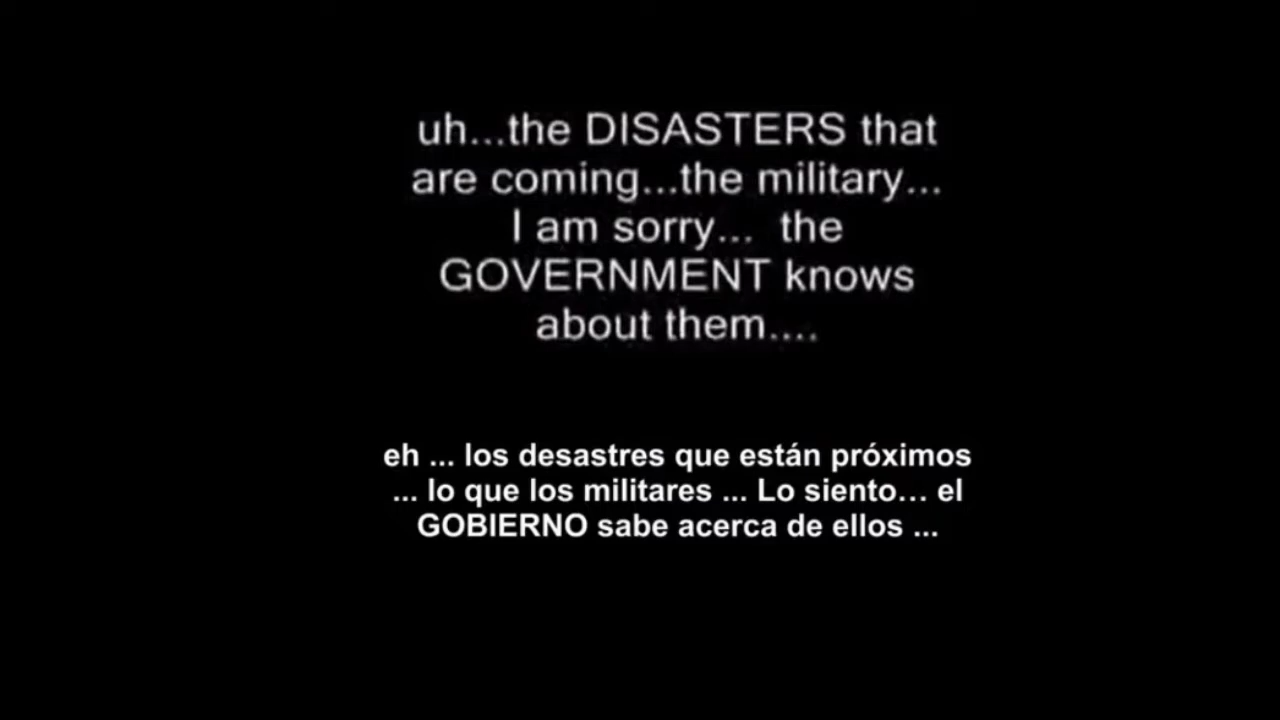 uh...the DISASTERS that
are coming...the military...
I am sorry... the
GOVERNMENT knows
about them....
eh ... los desastres que están próximos
... lo que los militares ... Lo siento... el
GOBIERNO sabe acerca de ellos ...